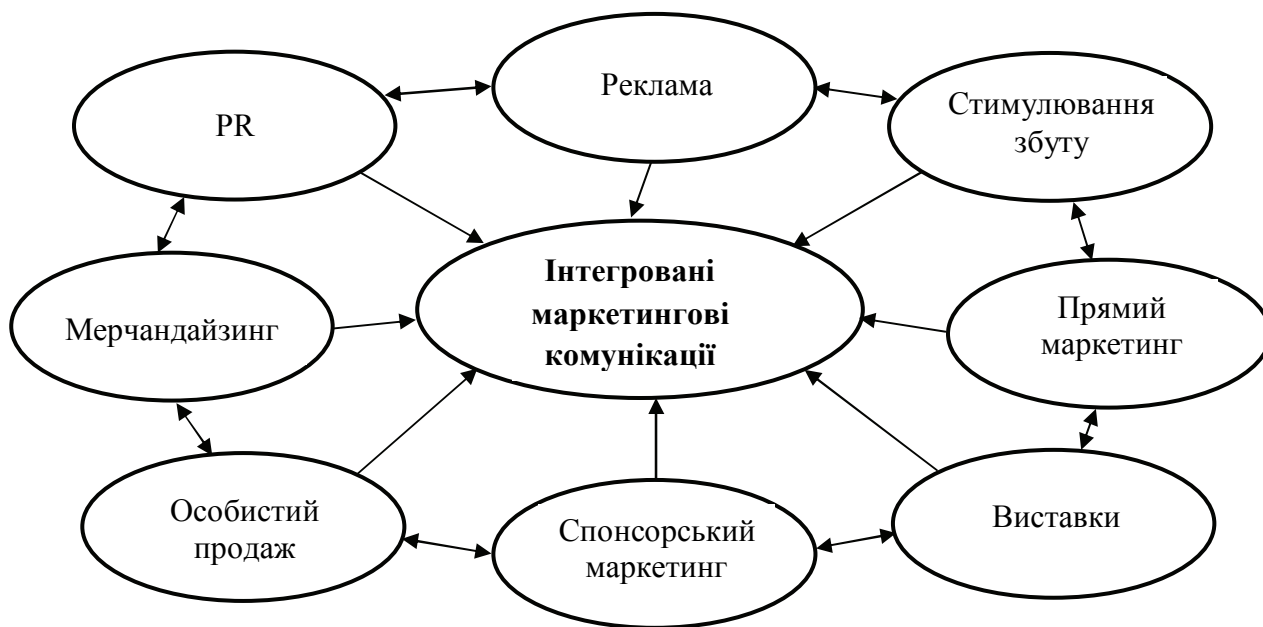 Реклама
PR
Стимулювання
збуту
Інтегровані
маркетингові
комунікації
Мерчандайзинг
Прямий
маркетинг
Особистий
продаж
Спонсорський
маркетинг
Виставки